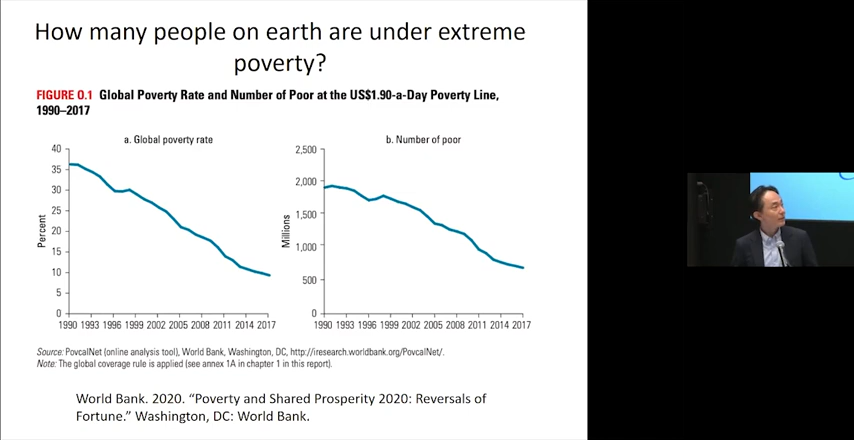 How many people on earth are under extreme
poverty?
FIGURE O.1 Global Poverty Rate and Number of Poor at the US$1.90-a-Day Poverty Line,
1990–2017
a. Global poverty rate
40
35
30
25
20
15
10
5
0
Percent
1990 1993 1996 1999 2002 2005 2008 2011 2014 2017
b. Number of poor
2,500
2,000
1,500
1,000
500
0
Millions
1990 1993 1996 1999 2002 2005 2008 2011 2014 2017
Source: PovcalNet (online analysis tool), World Bank, Washington, DC, http://iresearch.worldbank.org/PovcalNet/.
Note: The global coverage rule is applied (see annex 1A in chapter 1 in this report).
World Bank. 2020. “Poverty and Shared Prosperity 2020: Reversals of
Fortune.” Washington, DC: World Bank.